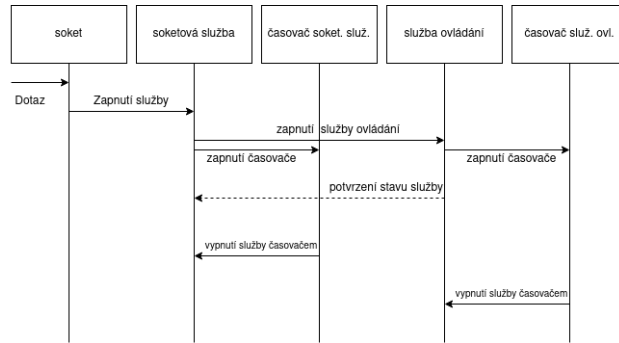 soket
soketová služba
časovač soket. služ.
služba ovládání
časovač služ. ovl.
Dotaz
Zapnutí služby
zapnutí služby ovládání
zapnutí časovače
zapnutí časovače
potvrzení stavu služby
vypnutí služby časovačem
vypnutí služby časovačem